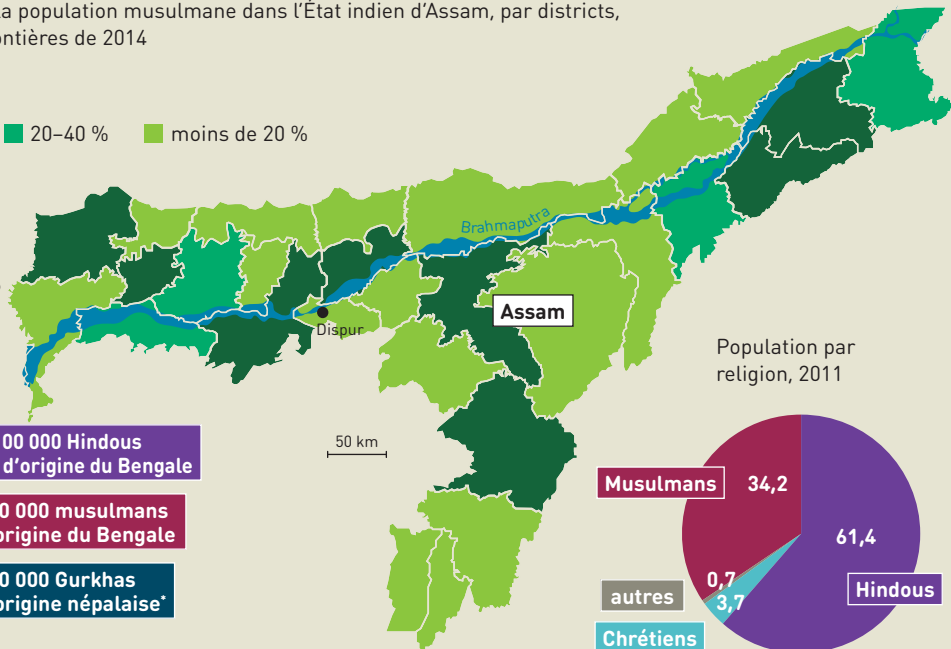 la population musulmane dans l'État indien d'Assam, par districts,
ontières de 2014
20–40 %
moins de 20 %
Brahmaputra
Dispur
Assam
50 km
00 000 Hindous
d'origine du Bengale
0 000 musulmans
origine du Bengale
0 000 Gurkhas
origine népalaise*
Population par
religion, 2011
Musulmans
34,2
61,4
Hindous
0,7
autres
3,7
Chrétiens